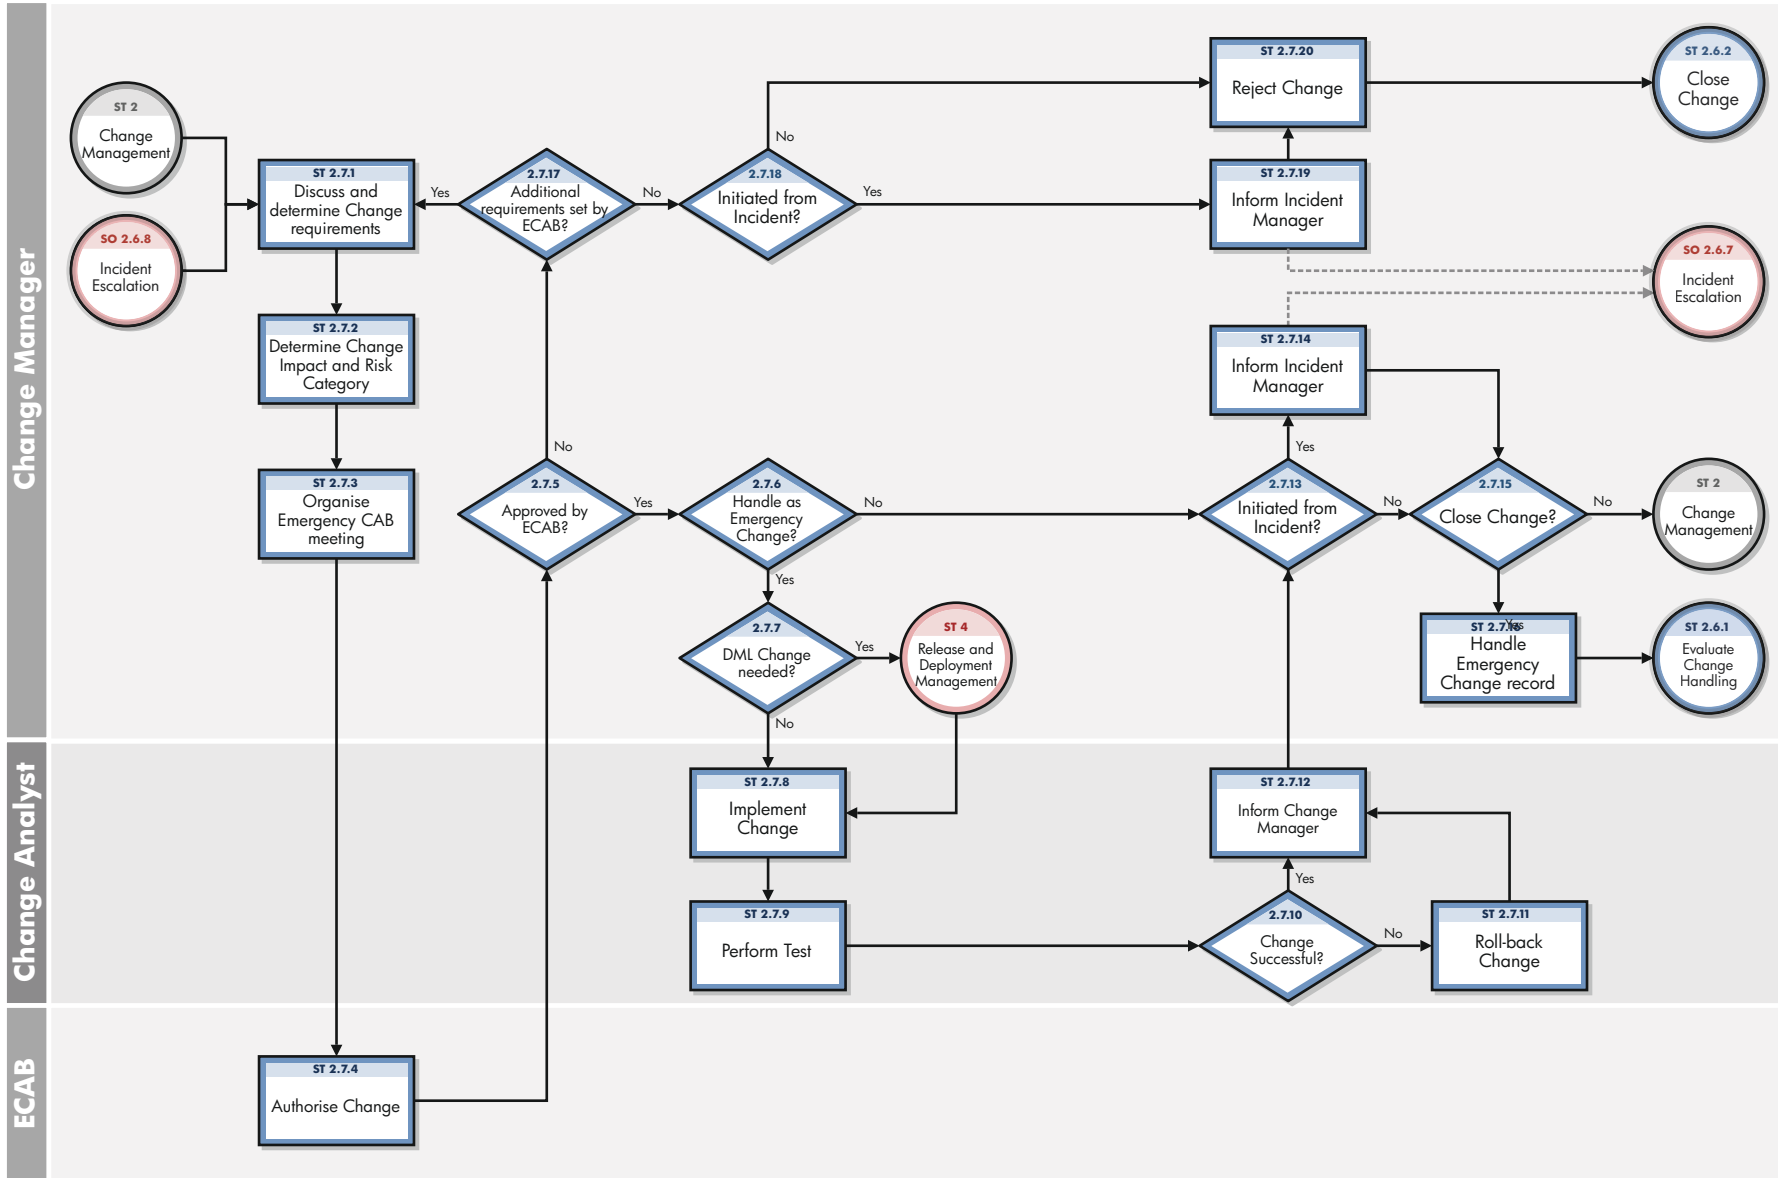 Change Manager
ST 2
Change
Management
SO 2.6.8
Incident
Escalation
ST 2.7.1
Discuss and
determine Change
requirements
Yes
2.7.17
Additional
requirements set by
ECAB?
No
2.7.18
Initiated from
Incident?
No
Yes
ST 2.7.20
Reject Change
ST 2.6.2
Close
Change
ST 2.7.19
Inform Incident
Manager
SO 2.6.7
Incident
Escalation
ST 2.7.2
Determine Change
Impact and Risk
Category
ST 2.7.14
Inform Incident
Manager
ST 2.7.3
Organise
Emergency CAB
meeting
No
2.7.5
Approved by
ECAB?
Yes
2.7.6
Handle as
Emergency
Change?
No
Yes
Yes
2.7.13
Initiated from
Incident?
No
2.7.15
Close Change?
No
ST 2
Change
Management
2.7.7
DML Change
needed?
Yes
No
ST 4
Release and
Deployment
Management
Yes
ST 2.7.16
Handle
Emergency
Change record
ST 2.6.1
Evaluate
Change
Handling
Change Analyst
ST 2.7.8
Implement
Change
ST 2.7.12
Inform Change
Manager
Yes
ST 2.7.9
Perform Test
2.7.10
Change
Successful?
No
ST 2.7.11
Roll-back
Change
ECAB
ST 2.7.4
Authorise Change